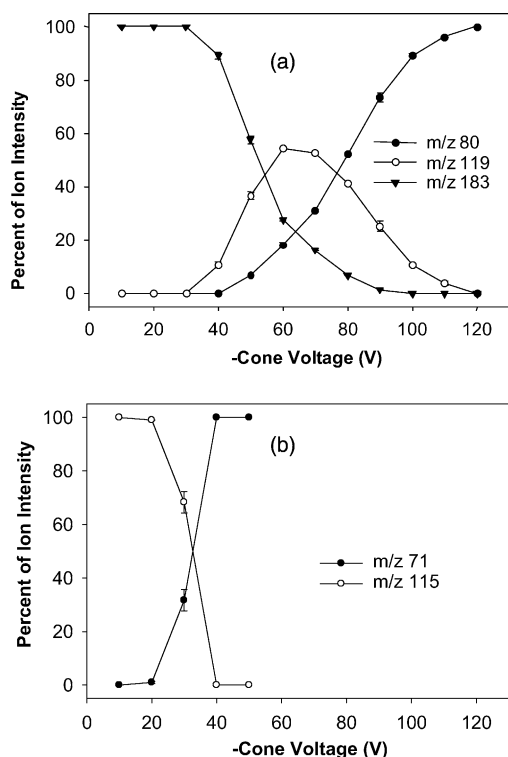 100
(a)
80
Percent of Ion Intensity
60
m/z 80
m/z 119
40
m/z 183
20
0
0 20 40 60 80 100 120
-Cone Voltage (V)
100
(b)
80
Percent of Ion Intensity
60
m/z 71
40
m/z 115
20
0
0 20 40 60 80 100 120
-Cone Voltage (V)